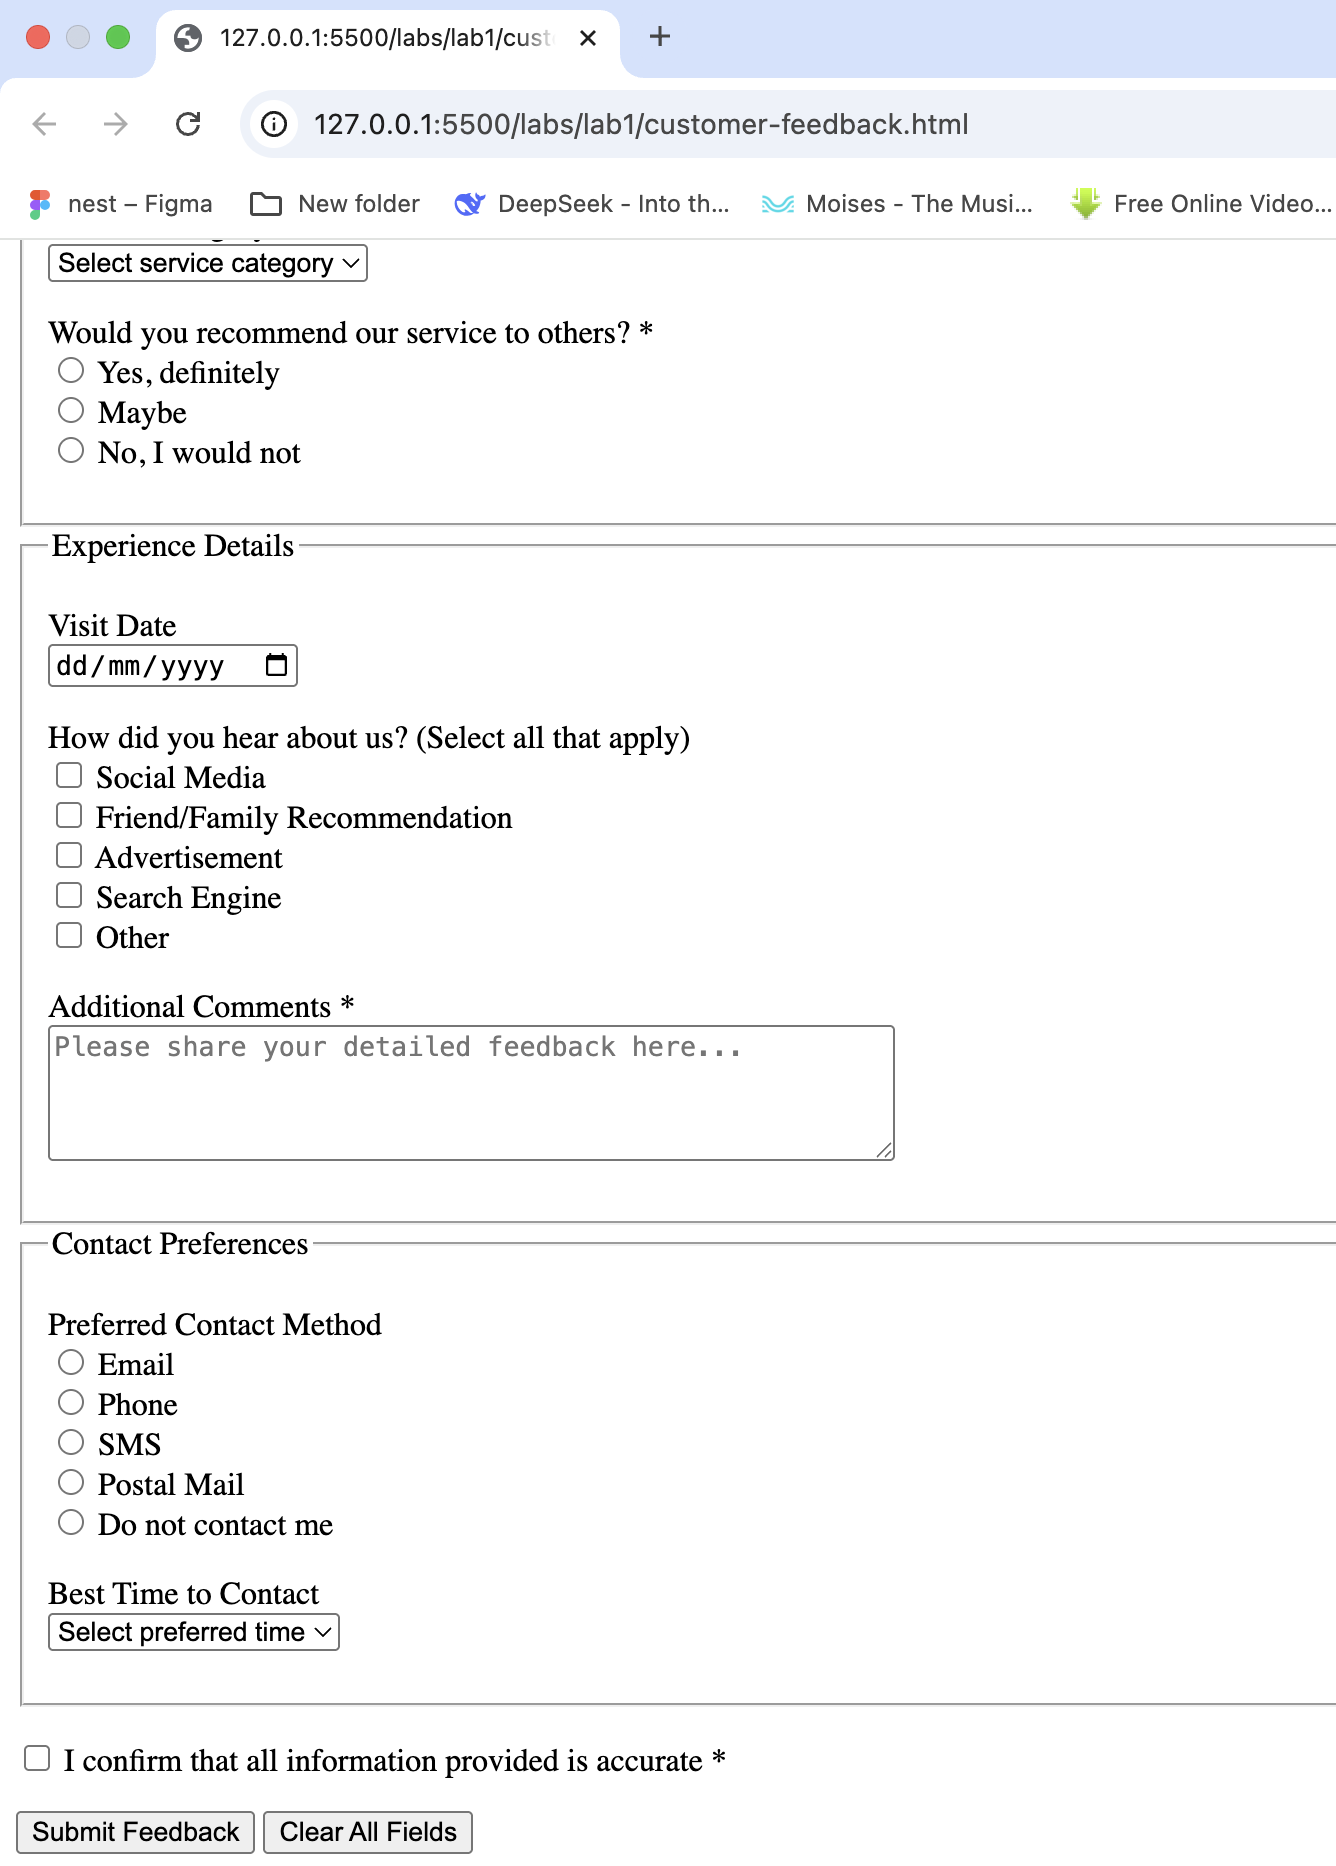 127.0.0.1:5500/labs/lab1/cust
127.0.0.1:5500/labs/lab1/customer-feedback.html
nest – Figma
New folder
DeepSeek - Into th...
Moises - The Musi...
Free Online Video...
Select service category
Would you recommend our service to others? *
Yes, definitely
Maybe
No, I would not
Experience Details
Visit Date
dd/mm/yyyy
How did you hear about us? (Select all that apply)
Social Media
Friend/Family Recommendation
Advertisement
Search Engine
Other
Additional Comments *
Please share your detailed feedback here...
Contact Preferences
Preferred Contact Method
Email
Phone
SMS
Postal Mail
Do not contact me
Best Time to Contact
Select preferred time
I confirm that all information provided is accurate *
Submit Feedback
Clear All Fields